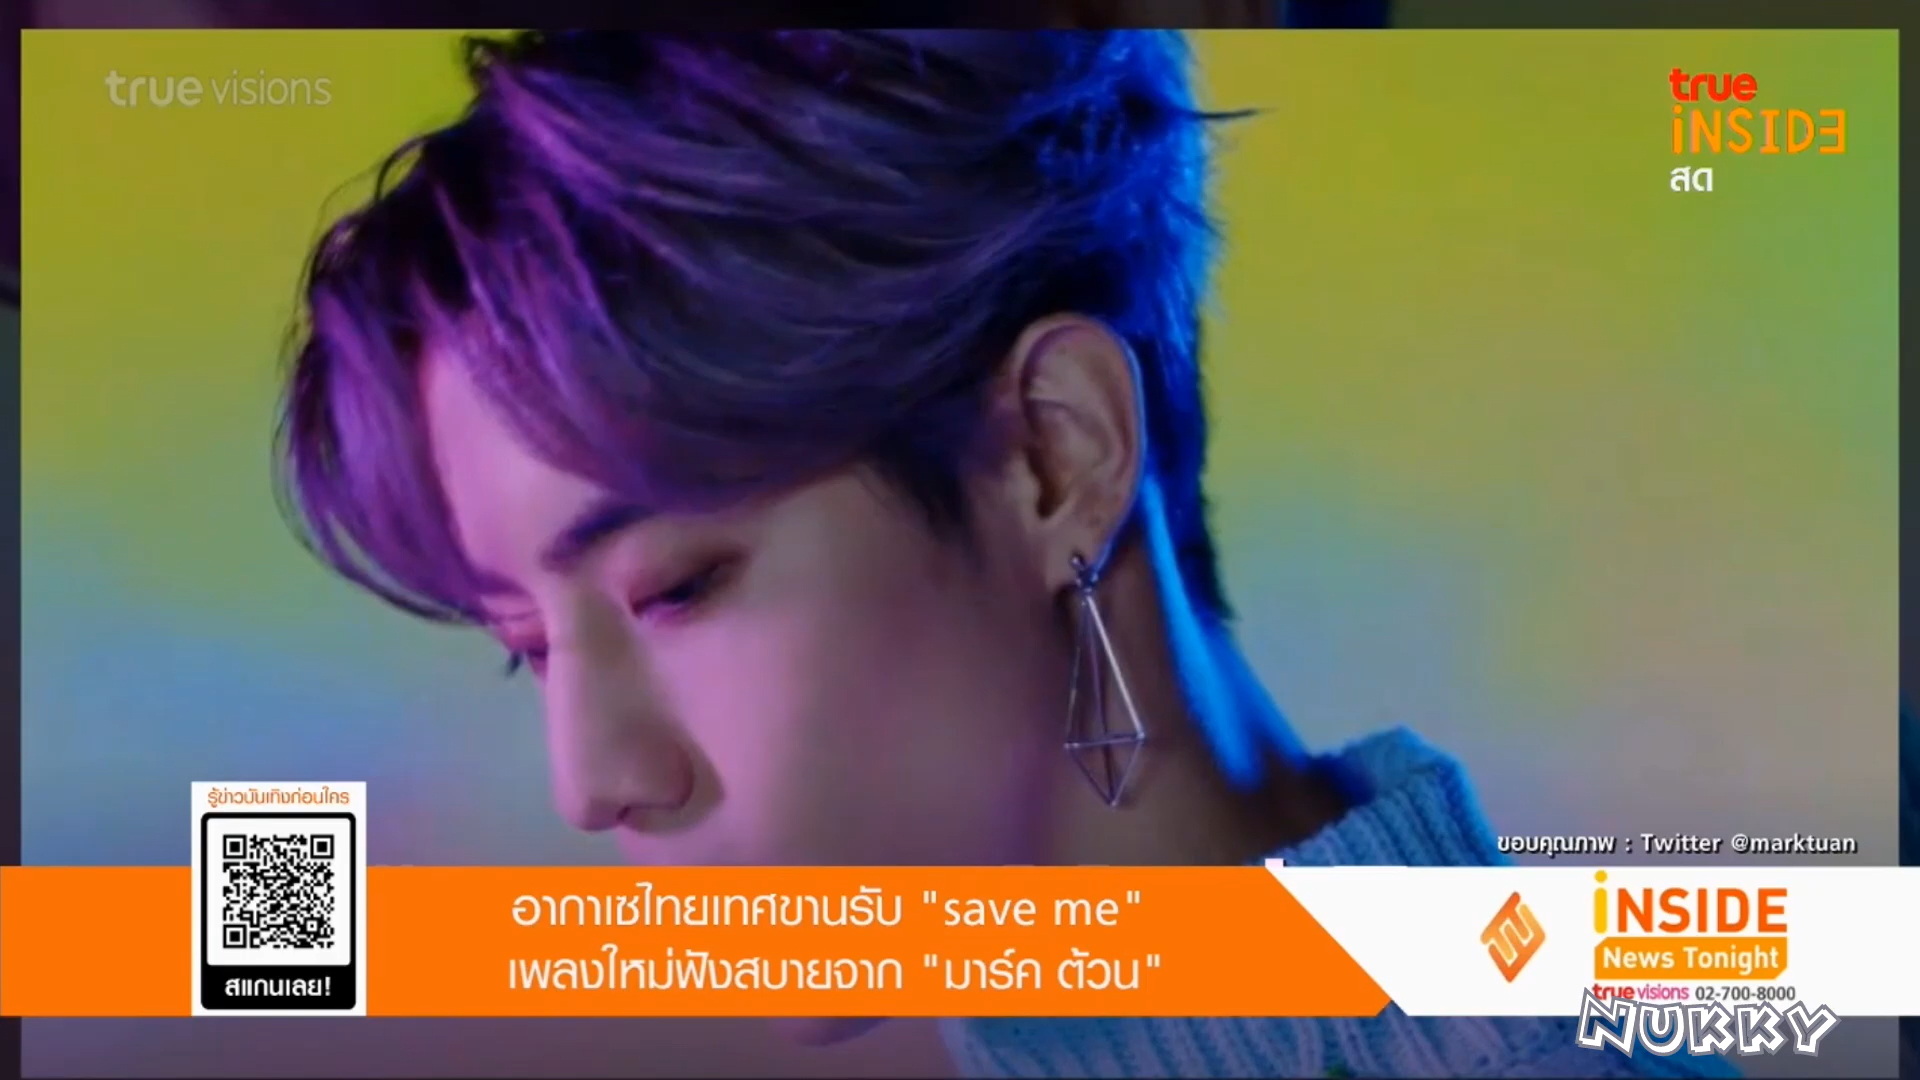 true visions
true
iNSIDE
สด
รู้ข่าวบันเทิงก่อนใคร
สแกนเลย!
ขอบคุณภาพ : Twitter @marktuan
อากาเซไทยเทศขานรับ "save me"
เพลงใหม่ฟังสบายจาก "มาร์ค ต้วน"
iNSIDE
News Tonight
true visions 02-700-8000
NUKKY